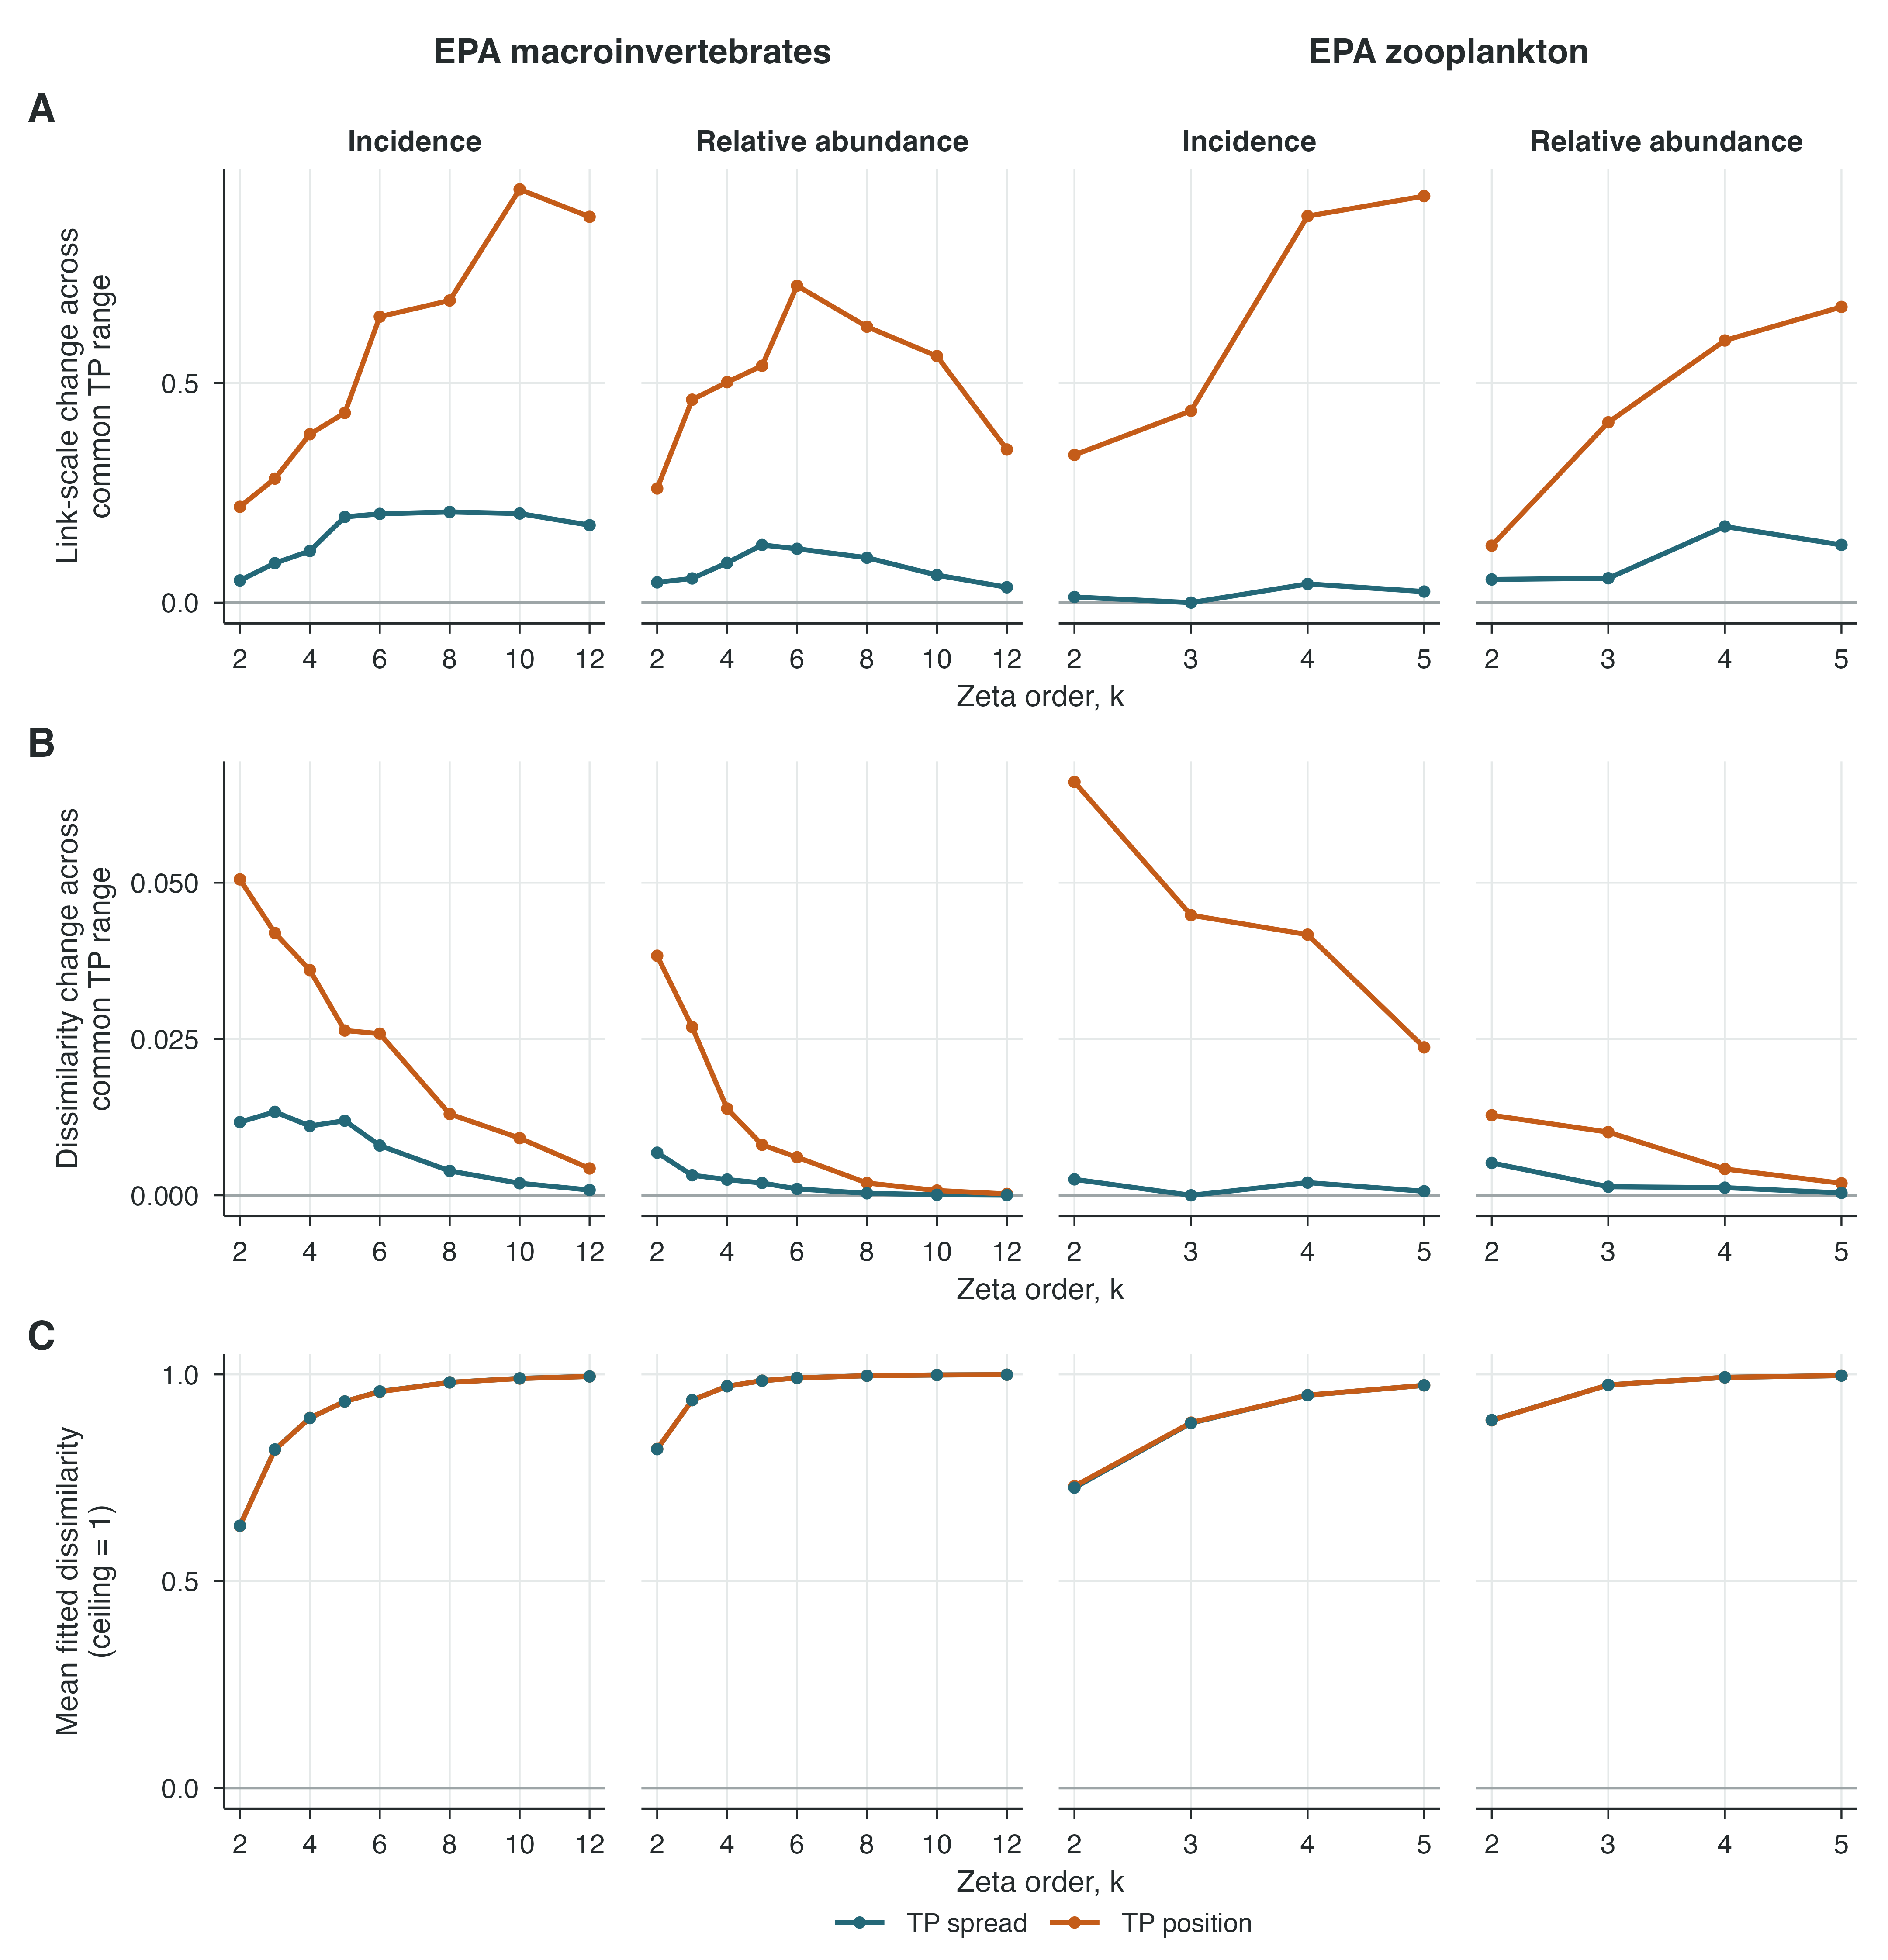 EPA macroinvertebrates
EPA zooplankton
A
Incidence
Relative abundance
Incidence
Relative abundance
Link-scale change across
common TP range
0.5
0.0
2 4 6 8 10 12
2 4 6 8 10 12
2 3 4 5
2 3 4 5
Zeta order, k
B
Dissimilarity change across
common TP range
0.050
0.025
0.000
2 4 6 8 10 12
2 4 6 8 10 12
2 3 4 5
2 3 4 5
Zeta order, k
C
Mean fitted dissimilarity
(ceiling = 1)
1.0
0.5
0.0
2 4 6 8 10 12
2 4 6 8 10 12
2 3 4 5
2 3 4 5
Zeta order, k
TP spread
TP position